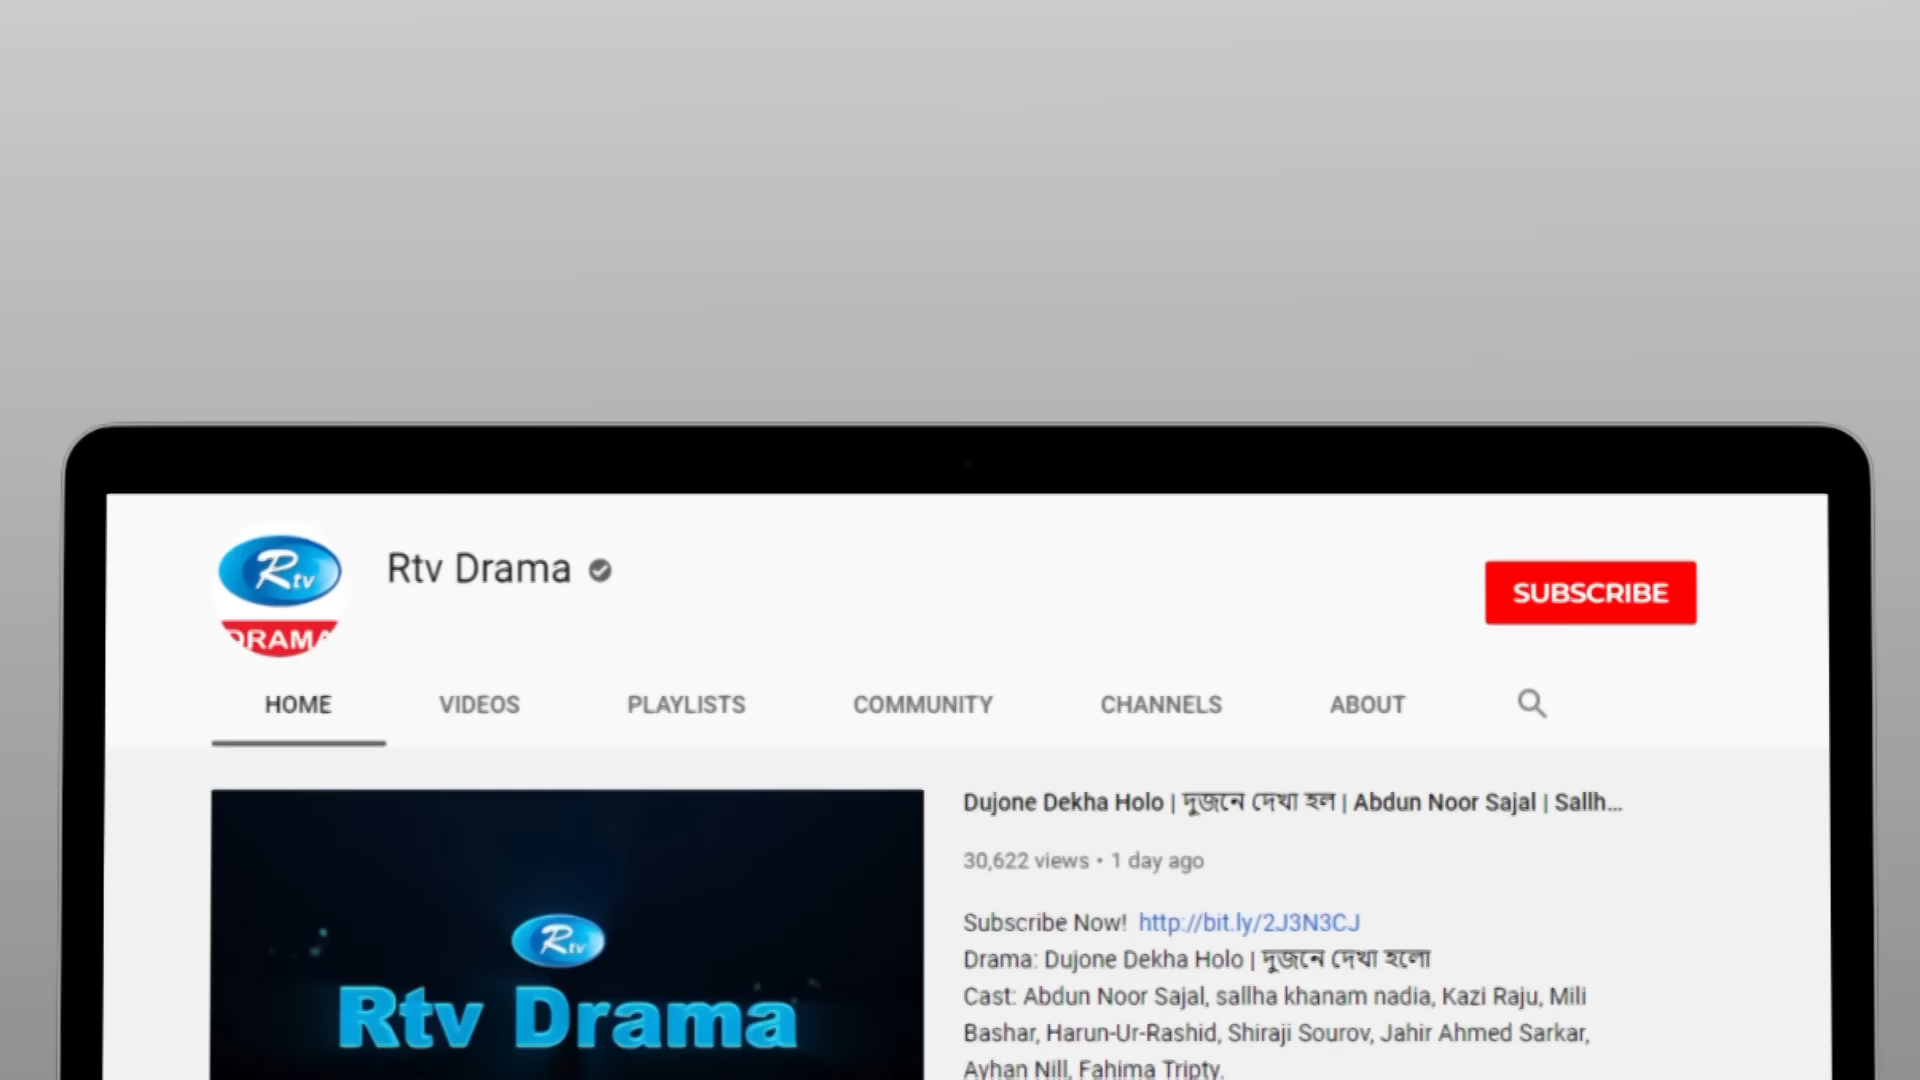 Rtv
DRAMA
Rtv Drama
SUBSCRIBE
HOME VIDEOS PLAYLISTS COMMUNITY CHANNELS ABOUT
Dujone Dekha Holo | দুজনে দেখা হল | Abdun Noor Sajal | Sallh...
30,622 views • 1 day ago
Subscribe Now! http://bit.ly/2J3N3CJ
Drama: Dujone Dekha Holo | দুজনে দেখা হলো
Cast: Abdun Noor Sajal, sallha khanam nadia, Kazi Raju, Mili
Bashar, Harun-Ur-Rashid, Shiraji Sourov, Jahir Ahmed Sarkar,
Ayhan Nill, Fahima Tripty.
Rtv
Rtv Drama